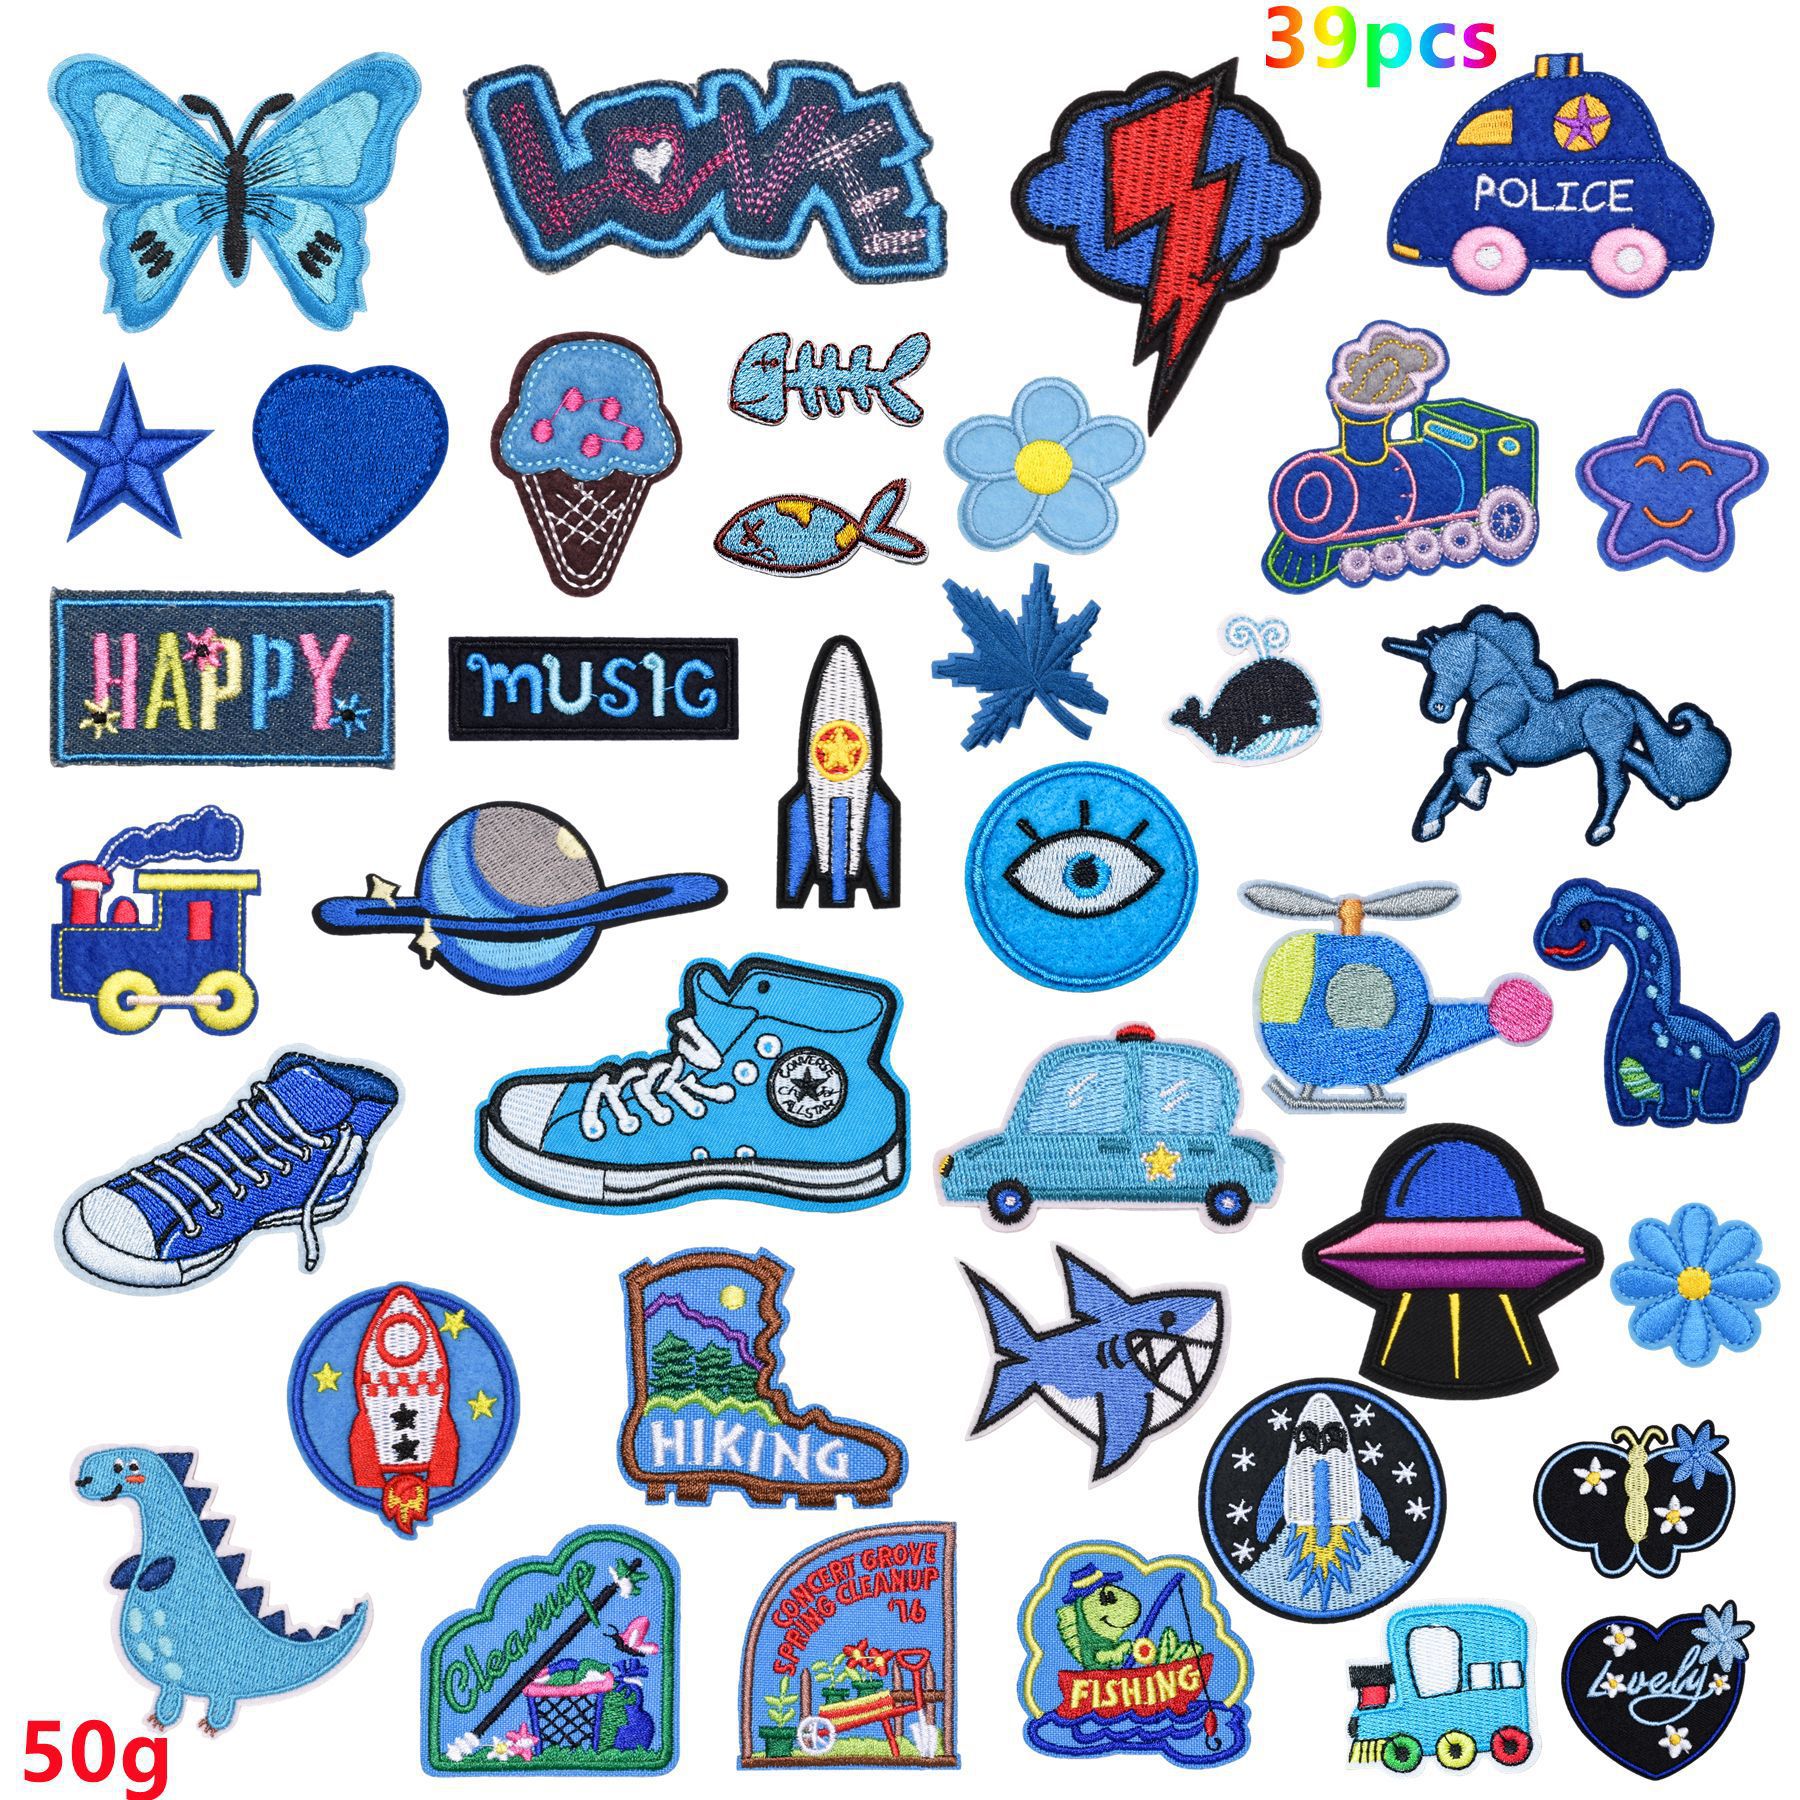 39pcs
LOVE
POLICE
HAPPY
MUSIC
CONVERSE
ALL STAR
HIKING
Cleanup
CONCERT GROVE
SPRING CLEANUP
'16
FISHING
Lovely
50g